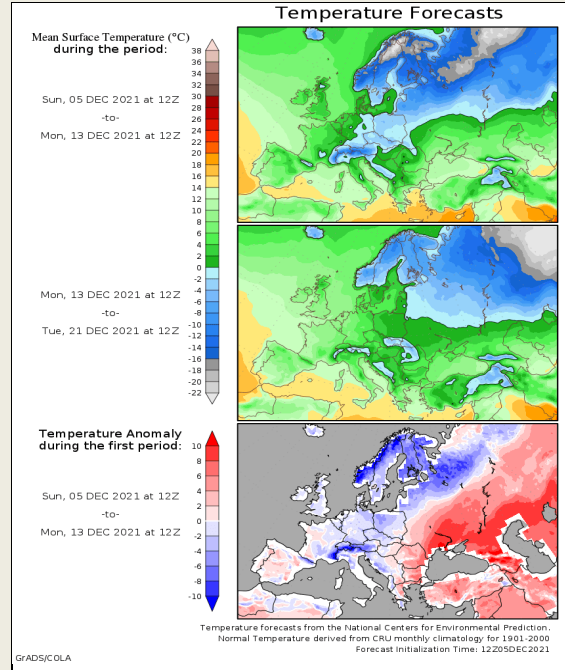 Temperature Forecasts
Mean Surface Temperature (°C)
during the period:
Sun, 05 DEC 2021 at 12Z
-to-
Mon, 13 DEC 2021 at 12Z
38
36
34
32
30
28
26
24
22
20
18
16
14
12
10
8
6
4
2
0
-2
-4
-6
-8
-10
-12
-14
-16
-18
-20
-22
Mon, 13 DEC 2021 at 12Z
-to-
Tue, 21 DEC 2021 at 12Z
Temperature Anomaly
during the first period:
Sun, 05 DEC 2021 at 12Z
-to-
Mon, 13 DEC 2021 at 12Z
10
8
6
4
2
0
-2
-4
-6
-8
-10
Temperature forecasts from the National Centers for Environmental Prediction.
Normal Temperature derived from CRU monthly climatology for 1901-2000
Forecast Initialization Time: 12Z05DEC2021
GrADS/COLA